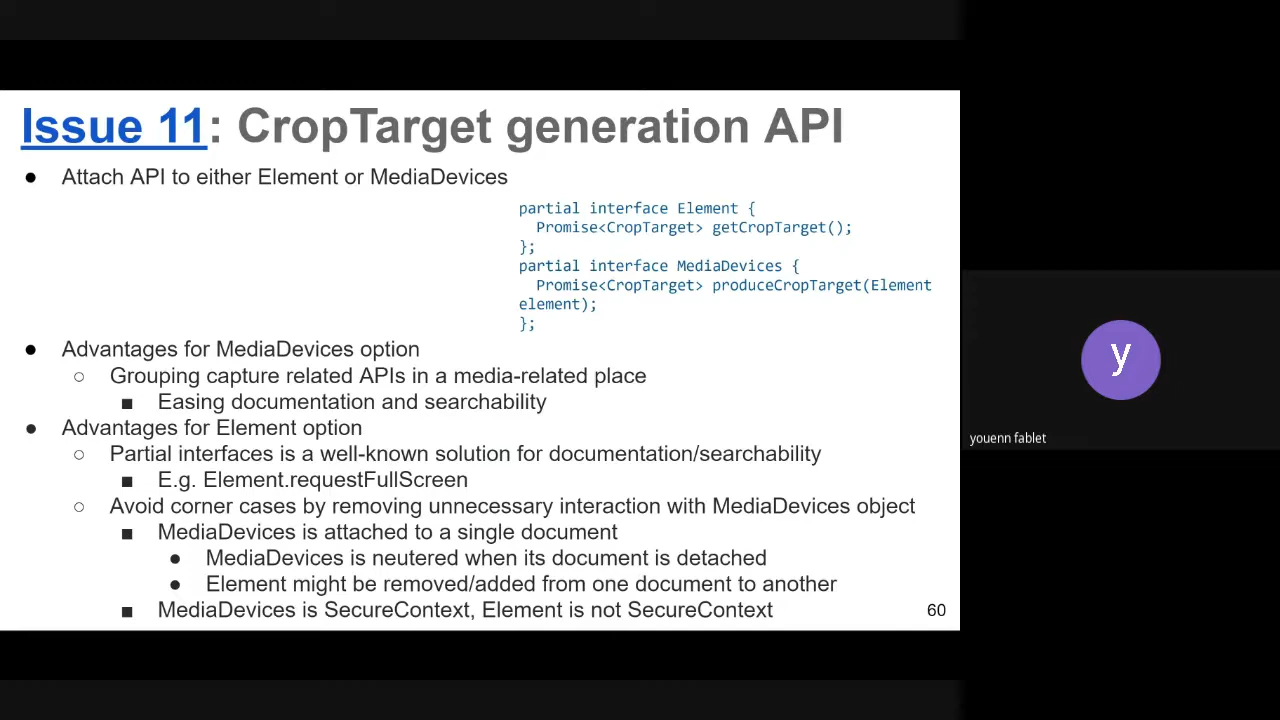 Issue 11: CropTarget generation API
● Attach API to either Element or MediaDevices
partial interface Element {
Promise<CropTarget> getCropTarget();
};
partial interface MediaDevices {
Promise<CropTarget> produceCropTarget(Element
element);
};
● Advantages for MediaDevices option
○ Grouping capture related APIs in a media-related place
■ Easing documentation and searchability
● Advantages for Element option
○ Partial interfaces is a well-known solution for documentation/searchability
■ E.g. Element.requestFullScreen
○ Avoid corner cases by removing unnecessary interaction with MediaDevices object
■ MediaDevices is attached to a single document
● MediaDevices is neutered when its document is detached
● Element might be removed/added from one document to another
■ MediaDevices is SecureContext, Element is not SecureContext
60
y
youenn fablet